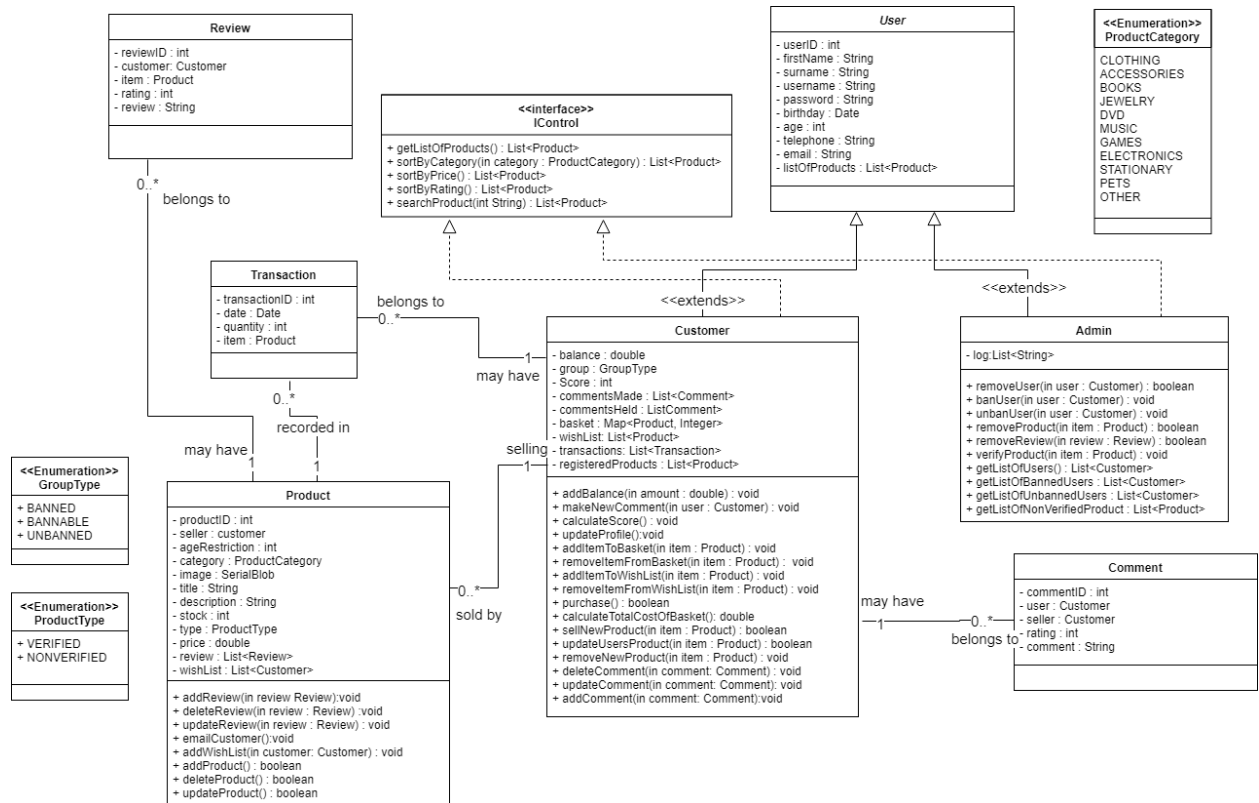 Review
- reviewID : int
- customer: Customer
- item : Product
- rating : int
- review : String
<<interface>>
IControl
+ getListOfProducts() : List<Product>
+ sortByCategory(in category : ProductCategory) : List<Product>
+ sortByPrice() : List<Product>
+ sortByRating() : List<Product>
+ searchProduct(int String) : List<Product>
User
- userID : int
- firstName : String
- surname : String
- username : String
- password : String
- birthday : Date
- age : int
- telephone : String
- email : String
- listOfProducts : List<Product>
<<Enumeration>>
ProductCategory
CLOTHING
ACCESSORIES
BOOKS
JEWELRY
DVD
MUSIC
GAMES
ELECTRONICS
STATIONARY
PETS
OTHER
0..*
belongs to
Transaction
- transactionID : int
- date : Date
- quantity : int
- item : Product
belongs to
0..*
1
may have
0..*
recorded in
may have
1
1
<<extends>>
<<extends>>
Customer
- balance : double
- group : GroupType
- Score : int
- commentsMade : List<Comment>
- commentsHeld : ListComment>
- basket : Map<Product, Integer>
- wishList: List<Product>
- transactions: List<Transaction>
- registeredProducts : List<Product>
+ addBalance(in amount : double) : void
+ makeNewComment(in user : Customer) : void
+ calculateScore() : void
+ updateProfile():void
+ addItemToBasket(in item : Product) : void
+ removeItemFromBasket(in item : Product) : void
+ addItemToWishList(in item : Product) : void
+ removeItemFromWishList(in item : Product) : void
+ purchase() : boolean
+ calculateTotalCostOfBasket(): double
+ sellNewProduct(in item : Product) : boolean
+ updateUsersProduct(in item : Product) : boolean
+ removeNewProduct(in item : Product) : void
+ deleteComment(in comment: Comment) : void
+ updateComment(in comment: Comment): void
+ addComment(in comment: Comment):void
Admin
- log:List<String>
+ removeUser(in user : Customer) : boolean
+ banUser(in user : Customer) : void
+ unbanUser(in user : Customer) : void
+ removeProduct(in item : Product) : boolean
+ removeReview(in review : Review) : boolean
+ verifyProduct(in item : Product) : void
+ getListOfUsers() : List<Customer>
+ getListOfBannedUsers : List<Customer>
+ getListOfUnbannedUsers : List<Customer>
+ getListOfNonVerifiedProduct : List<Product>
selling
1
0..*
sold by
<<Enumeration>>
GroupType
+ BANNED
+ BANNABLE
+ UNBANNED
<<Enumeration>>
ProductType
+ VERIFIED
+ NONVERIFIED
Product
- productID : int
- seller : customer
- ageRestriction : int
- category : ProductCategory
- image : SerialBlob
- title : String
- description : String
- stock : int
- type : ProductType
- price : double
- review : List<Review>
- wishList : List<Customer>
+ addReview(in review Review):void
+ deleteReview(in review : Review) :void
+ updateReview(in review : Review) : void
+ emailCustomer():void
+ addWishList(in customer: Customer) : void
+ addProduct() : boolean
+ deleteProduct() : boolean
+ updateProduct() : boolean
may have
1
0..*
belongs to
Comment
- commentID : int
- user : Customer
- seller : Customer
- rating : int
- comment : String